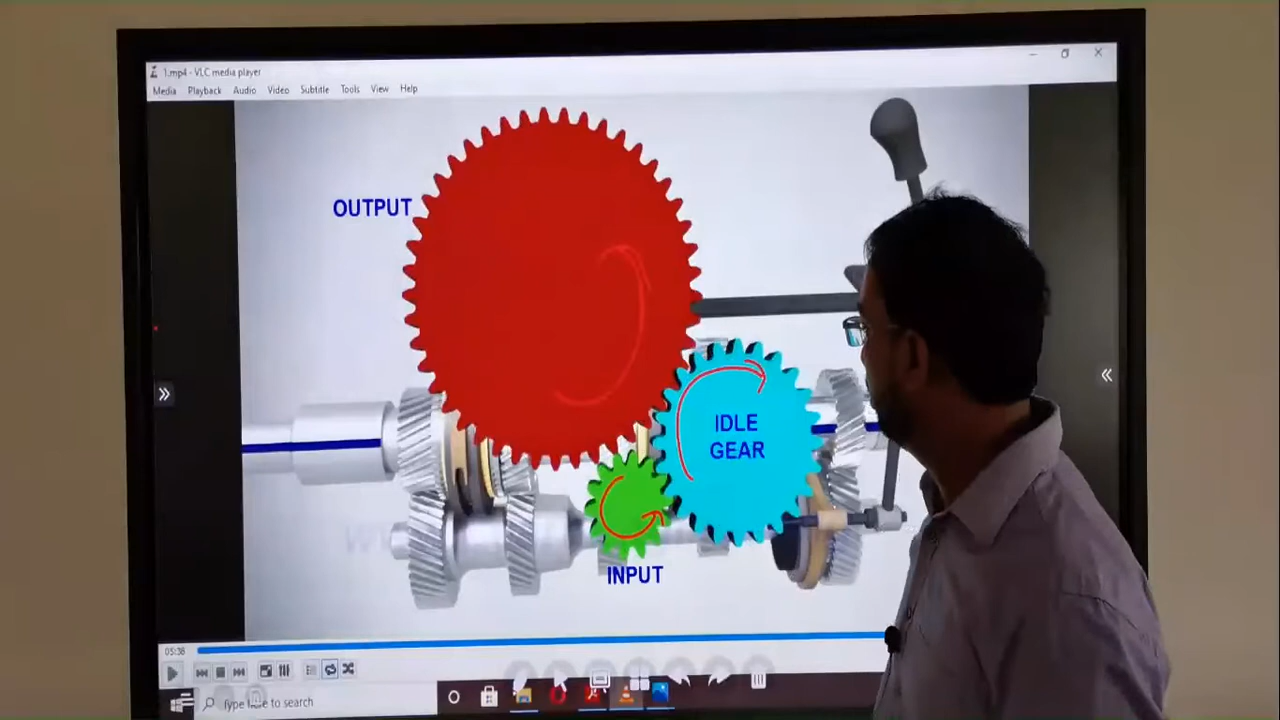 1.mp4 - VLC media player
Media Playback Audio Video Subtitle Tools View Help
OUTPUT
IDLE
GEAR
INPUT
05:38
Type here to search